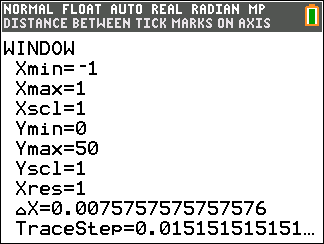 NORMAL FLOAT AUTO REAL RADIAN MP
DISTANCE BETWEEN TICK MARKS ON AXIS
WINDOW
Xmin=-1
Xmax=1
Xscl=1
Ymin=0
Ymax=50
Yscl=1
Xres=1
△X=0.0075757575757576
TraceStep=0.015151515151…